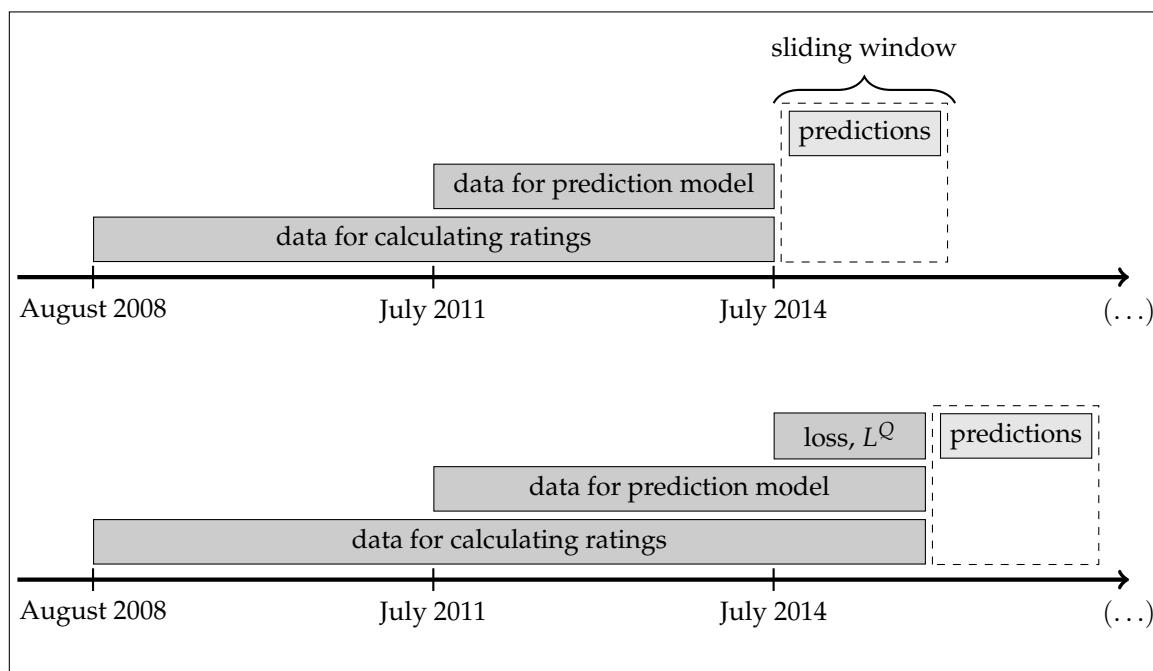 sliding window
predictions
data for prediction model
data for calculating ratings
August 2008 July 2011 July 2014 (...)
loss, L^Q predictions
data for prediction model
data for calculating ratings
August 2008 July 2011 July 2014 (...)